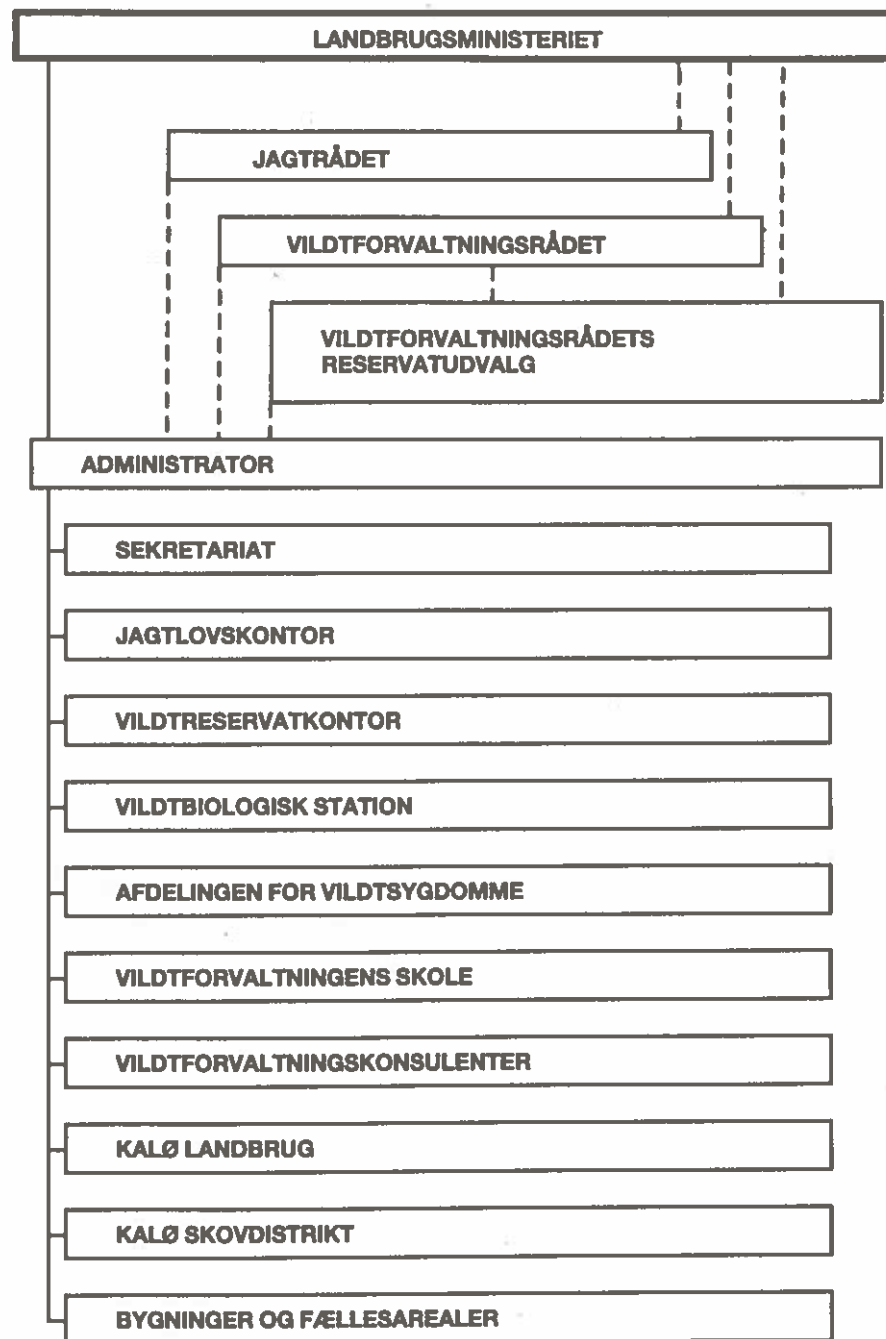 LANDBRUGSMINISTERIET
JAGTRÅDET
VILDTFORVALTNINGSRÅDET
VILDTFORVALTNINGSRÅDETS
RESERVATUDVALG
ADMINISTRATOR
SEKRETARIAT
JAGTLOVSKONTOR
VILDTRESERVATKONTOR
VILDTBIOLOGISK STATION
AFDELINGEN FOR VILDTSYGDOMME
VILDTFORVALTNINGENS SKOLE
VILDTFORVALTNINGSKONSULENTER
KALØ LANDBRUG
KALØ SKOVDISTRIKT
BYGNINGER OG FÆLLESAREALER